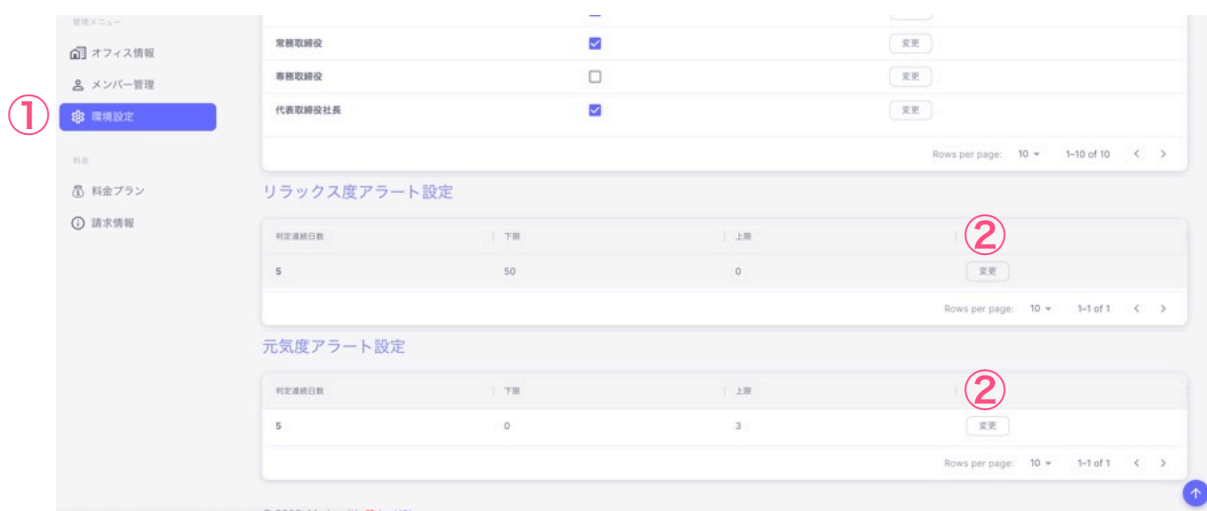 管理メニュー
変更
オフィス情報
常務取締役 変更
メンバー管理
専務取締役 変更
① 環境設定
代表取締役社長 変更
Rows per page: 10 1–10 of 10
料金
料金プラン
リラックス度アラート設定
請求情報
判定連続日数 下限 上限 ②
5 50 0 変更
Rows per page: 10 1–1 of 1
元気度アラート設定
判定連続日数 下限 上限 ②
5 0 3 変更
Rows per page: 10 1–1 of 1